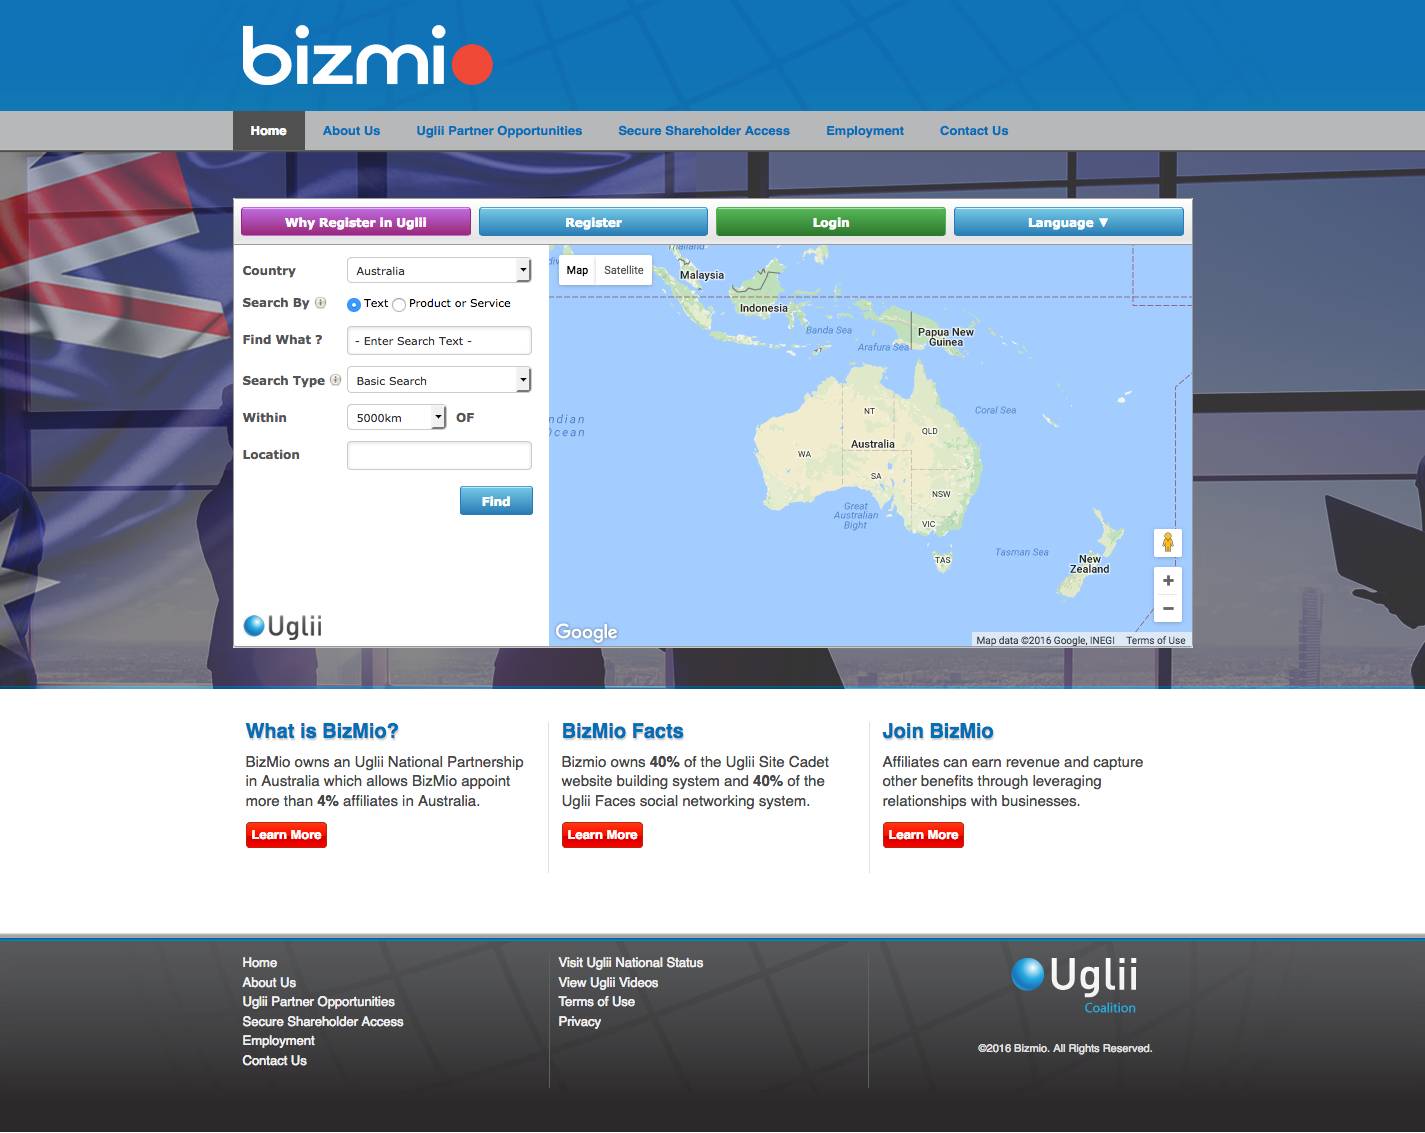 bizmio
Home
About Us
Uglii Partner Opportunities
Secure Shareholder Access
Employment
Contact Us
Why Register in Uglii
Register
Login
Language ▼
Country
Australia
Search By
Text
Product or Service
Find What ?
- Enter Search Text -
Search Type
Basic Search
Within
5000km
OF
Location
Find
Uglii
Map
Satellite
Thailand
Malaysia
Indonesia
Banda Sea
Arafura Sea
Papua New
Guinea
Coral Sea
NT
QLD
Australia
WA
SA
NSW
VIC
TAS
Great
Australian
Bight
Tasman Sea
New
Zealand
+
−
Google
Map data ©2016 Google, INEGI
Terms of Use
What is BizMio?
BizMio owns an Uglii National Partnership
in Australia which allows BizMio appoint
more than 4% affiliates in Australia.
Learn More
BizMio Facts
Bizmio owns 40% of the Uglii Site Cadet
website building system and 40% of the
Uglii Faces social networking system.
Learn More
Join BizMio
Affiliates can earn revenue and capture
other benefits through leveraging
relationships with businesses.
Learn More
Home
About Us
Uglii Partner Opportunities
Secure Shareholder Access
Employment
Contact Us
Visit Uglii National Status
View Uglii Videos
Terms of Use
Privacy
Uglii
Coalition
©2016 Bizmio. All Rights Reserved.